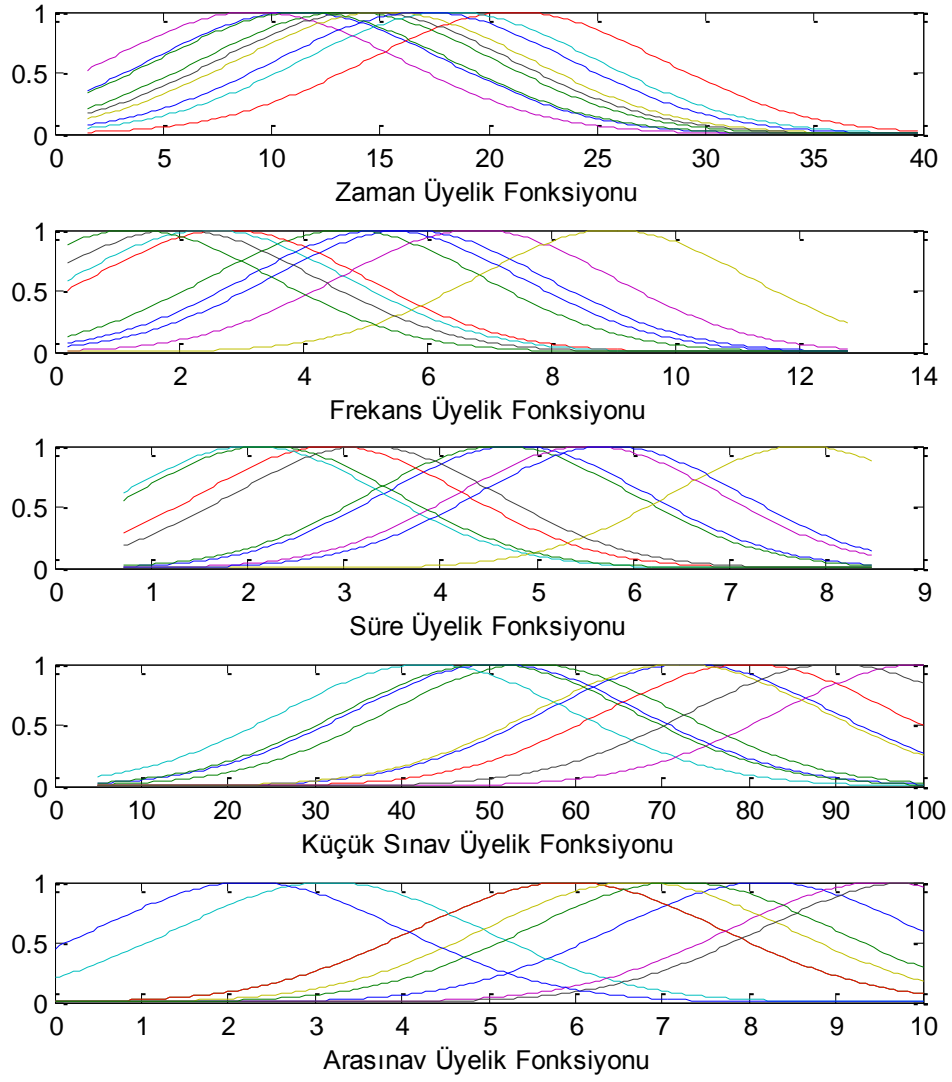 1
0.5
0
0 5 10 15 20 25 30 35 40
Zaman Üyelik Fonksiyonu
1
0.5
0
0 2 4 6 8 10 12 14
Frekans Üyelik Fonksiyonu
1
0.5
0
0 1 2 3 4 5 6 7 8 9
Süre Üyelik Fonksiyonu
1
0.5
0
0 10 20 30 40 50 60 70 80 90 100
Küçük Sınav Üyelik Fonksiyonu
1
0.5
0
0 1 2 3 4 5 6 7 8 9 10
Arasınav Üyelik Fonksiyonu